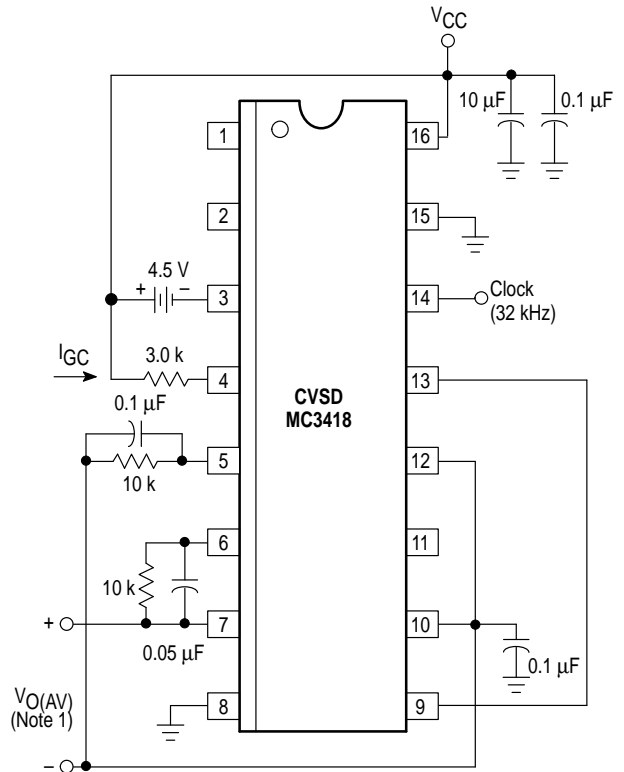 VCC
10 µF
0.1 µF
1
16
2
15
4.5 V
+
−
3
14
Clock
(32 kHz)
IGC
3.0 k
4
CVSD
MC3418
13
0.1 µF
5
12
10 k
6
11
10 k
+
7
10
0.05 µF
0.1 µF
VO(AV)
(Note 1)
8
9
−